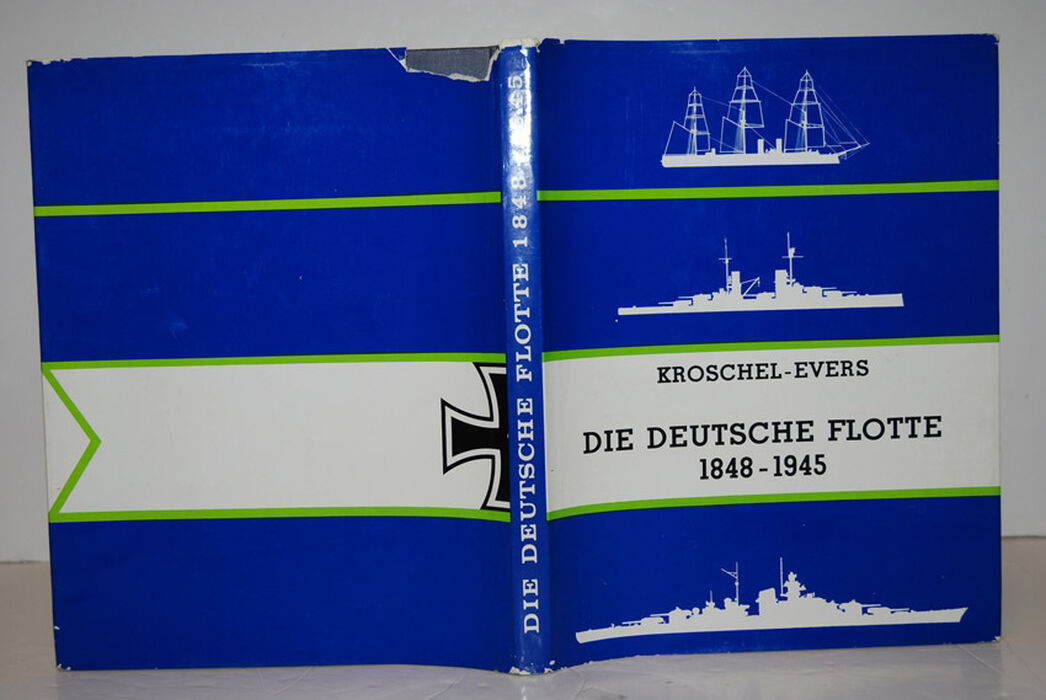 DIE DEUTSCHE FLOTTE 1848-1945
KROSCHEL-EVERS
DIE DEUTSCHE FLOTTE
1848-1945